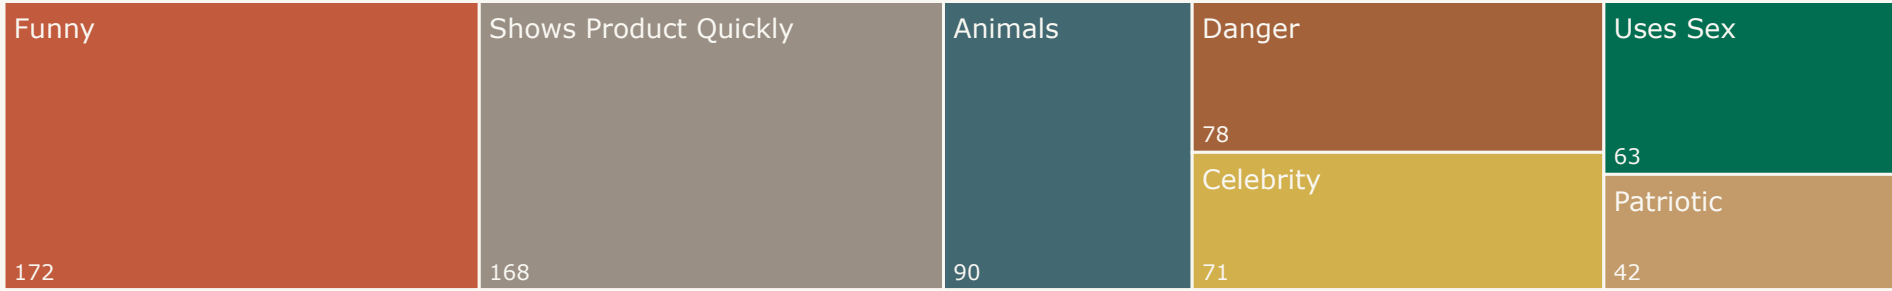 Funny
172
Shows Product Quickly
168
Animals
90
Danger
78
Celebrity
71
Uses Sex
63
Patriotic
42